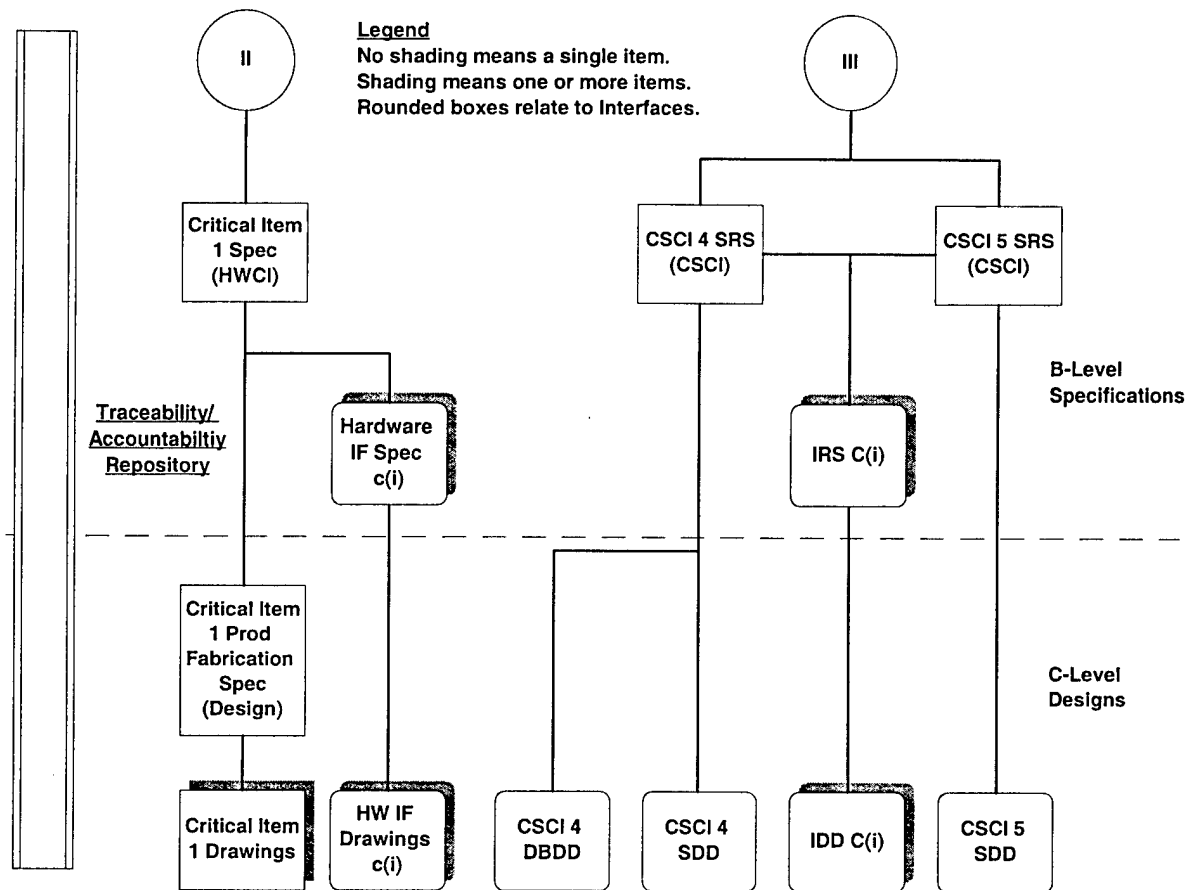 II
Legend
No shading means a single item.
Shading means one or more items.
Rounded boxes relate to Interfaces.
III
Critical Item
1 Spec
(HWCI)
CSCI 4 SRS
(CSCI)
CSCI 5 SRS
(CSCI)
B-Level
Specifications
Traceability/
Accountabiltiy
Repository
Hardware
IF Spec
c(i)
IRS C(i)
Critical Item
1 Prod
Fabrication
Spec
(Design)
C-Level
Designs
Critical Item
1 Drawings
HW IF
Drawings
c(i)
CSCI 4
DBDD
CSCI 4
SDD
IDD C(i)
CSCI 5
SDD